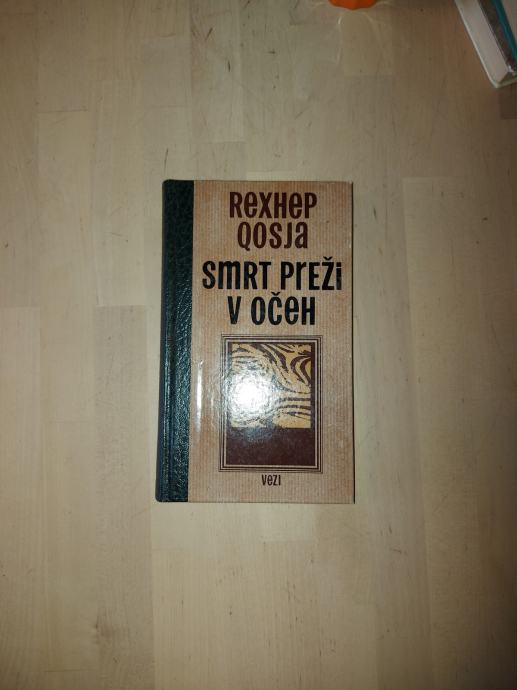 Rexhep
Qosja
Smrt preži
v očeh
vezi